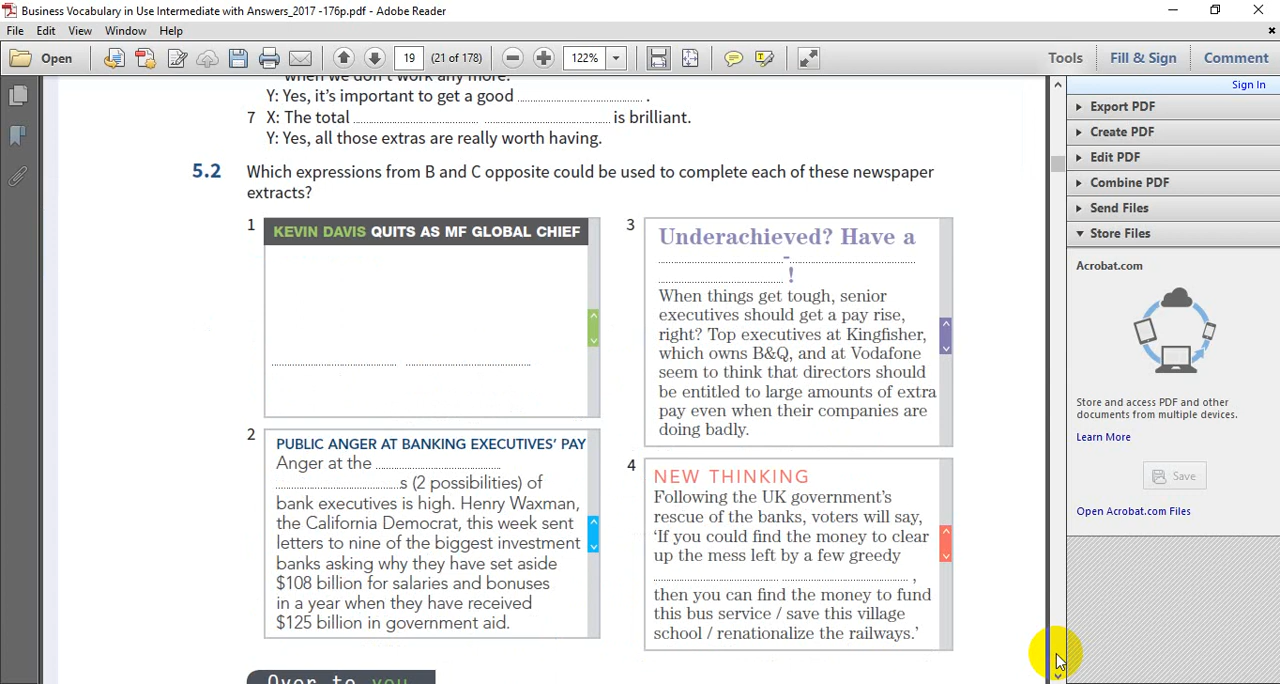 Business Vocabulary in Use Intermediate with Answers_2017 -176p.pdf - Adobe Reader
File Edit View Window Help
Open 19 (21 of 178) 122% Tools Fill & Sign Comment
Sign In
Export PDF
Create PDF
Edit PDF
Combine PDF
Send Files
Store Files
Acrobat.com
Store and access PDF and other
documents from multiple devices.
Learn More
Save
Open Acrobat.com Files
when we don't work any more.
Y: Yes, it's important to get a good .............................. .
7 X: The total .............................. .............................. is brilliant.
Y: Yes, all those extras are really worth having.
5.2 Which expressions from B and C opposite could be used to complete each of these newspaper
extracts?
1
KEVIN DAVIS QUITS AS MF GLOBAL CHIEF
.............................. ..............................
2
PUBLIC ANGER AT BANKING EXECUTIVES' PAY
Anger at the ..............................
..............................s (2 possibilities) of
bank executives is high. Henry Waxman,
the California Democrat, this week sent
letters to nine of the biggest investment
banks asking why they have set aside
$108 billion for salaries and bonuses
in a year when they have received
$125 billion in government aid.
3
Underachieved? Have a
..............................-..............................
.............................. !
When things get tough, senior
executives should get a pay rise,
right? Top executives at Kingfisher,
which owns B&Q, and at Vodafone
seem to think that directors should
be entitled to large amounts of extra
pay even when their companies are
doing badly.
4
NEW THINKING
Following the UK government's
rescue of the banks, voters will say,
'If you could find the money to clear
up the mess left by a few greedy
.............................. .............................. ,
then you can find the money to fund
this bus service / save this village
school / renationalize the railways.'
Over to you